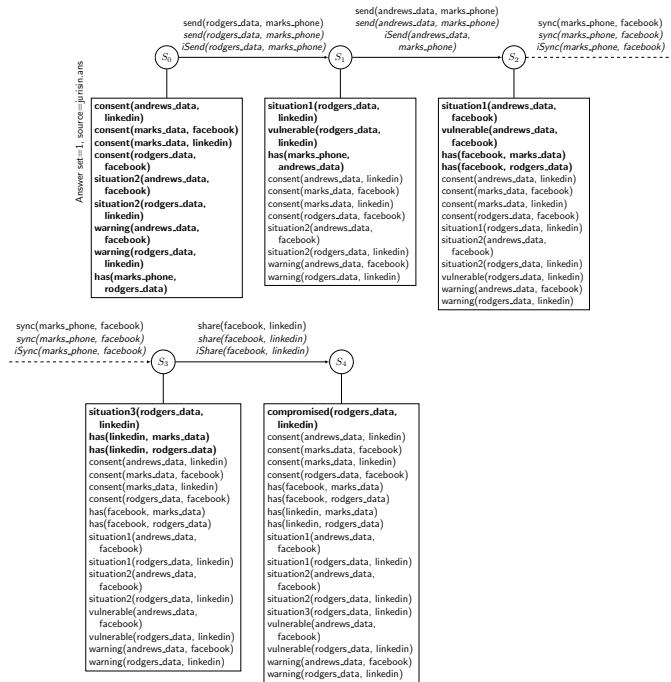 send(rodgers_data, marks_phone)
send(rodgers_data, marks_phone)
iSend(rodgers_data, marks_phone)
send(andrews_data, marks_phone)
send(andrews_data, marks_phone)
iSend(andrews_data,
marks_phone)
sync(marks_phone, facebook)
sync(marks_phone, facebook)
iSync(marks_phone, facebook)
S0
S1
S2
Answer set=1, source=jurisin.ans
consent(andrews_data,
linkedin)
consent(marks_data, facebook)
consent(marks_data, linkedin)
consent(rodgers_data,
facebook)
situation2(andrews_data,
facebook)
situation2(rodgers_data,
linkedin)
warning(andrews_data,
facebook)
warning(rodgers_data,
linkedin)
has(marks_phone,
rodgers_data)
situation1(rodgers_data,
linkedin)
vulnerable(rodgers_data,
linkedin)
has(marks_phone,
andrews_data)
consent(andrews_data, linkedin)
consent(marks_data, facebook)
consent(marks_data, linkedin)
consent(rodgers_data, facebook)
situation2(andrews_data,
facebook)
situation2(rodgers_data, linkedin)
warning(andrews_data, facebook)
warning(rodgers_data, linkedin)
situation1(andrews_data,
facebook)
vulnerable(andrews_data,
facebook)
has(facebook, marks_data)
has(facebook, rodgers_data)
consent(andrews_data, linkedin)
consent(marks_data, facebook)
consent(marks_data, linkedin)
consent(rodgers_data, facebook)
situation1(rodgers_data, linkedin)
situation2(andrews_data,
facebook)
situation2(rodgers_data, linkedin)
vulnerable(rodgers_data, linkedin)
warning(andrews_data, facebook)
warning(rodgers_data, linkedin)
sync(marks_phone, facebook)
sync(marks_phone, facebook)
iSync(marks_phone, facebook)
share(facebook, linkedin)
share(facebook, linkedin)
iShare(facebook, linkedin)
S3
S4
situation3(rodgers_data,
linkedin)
has(linkedin, marks_data)
has(linkedin, rodgers_data)
consent(andrews_data, linkedin)
consent(marks_data, facebook)
consent(marks_data, linkedin)
consent(rodgers_data, facebook)
has(facebook, marks_data)
has(facebook, rodgers_data)
situation1(andrews_data,
facebook)
situation1(rodgers_data, linkedin)
situation2(andrews_data,
facebook)
situation2(rodgers_data, linkedin)
vulnerable(andrews_data,
facebook)
vulnerable(rodgers_data, linkedin)
warning(andrews_data, facebook)
warning(rodgers_data, linkedin)
compromised(rodgers_data,
linkedin)
consent(andrews_data, linkedin)
consent(marks_data, facebook)
consent(marks_data, linkedin)
consent(rodgers_data, facebook)
has(facebook, marks_data)
has(facebook, rodgers_data)
has(linkedin, marks_data)
has(linkedin, rodgers_data)
situation1(andrews_data,
facebook)
situation1(rodgers_data, linkedin)
situation2(andrews_data,
facebook)
situation2(rodgers_data, linkedin)
situation3(rodgers_data, linkedin)
vulnerable(andrews_data,
facebook)
vulnerable(rodgers_data, linkedin)
warning(andrews_data, facebook)
warning(rodgers_data, linkedin)